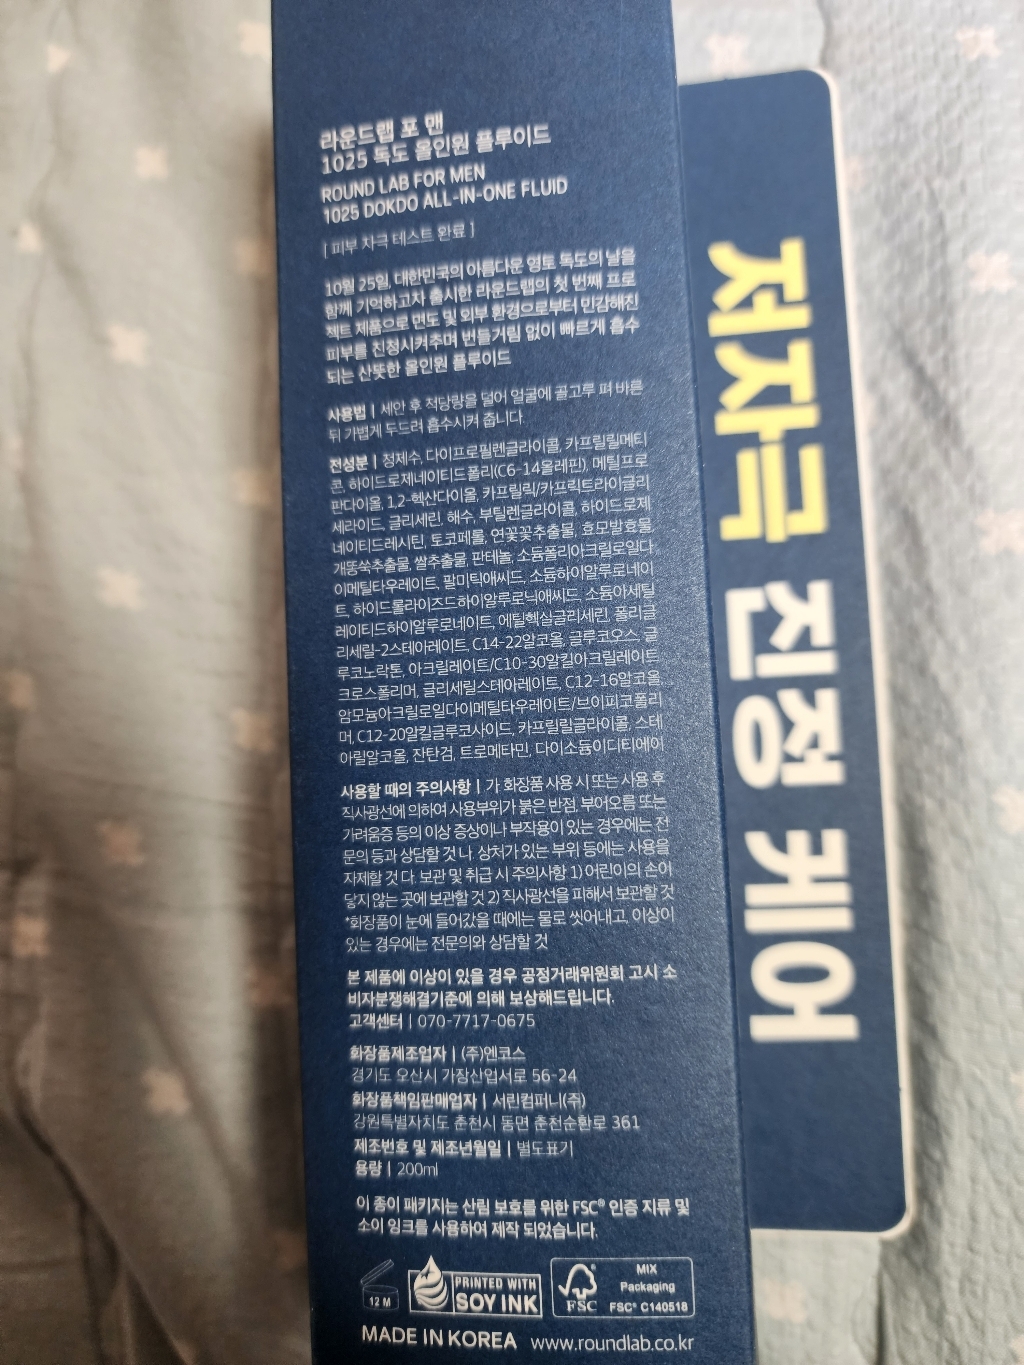 라운드랩 포 맨
1025 독도 올인원 플루이드
ROUND LAB FOR MEN
1025 DOKDO ALL-IN-ONE FLUID
[ 피부 자극 테스트 완료 ]
10월 25일, 대한민국의 아름다운 영토 독도의 날을
함께 기억하고자 출시한 라운드랩의 첫 번째 프로
젝트 제품으로 면도 및 외부 환경으로부터 민감해진
피부를 진정시켜주며 번들거림 없이 빠르게 흡수
되는 산뜻한 올인원 플루이드
사용법 | 세안 후 적당량을 덜어 얼굴에 골고루 펴 바른
뒤 가볍게 두드려 흡수시켜 줍니다.
전성분 | 정제수, 다이프로필렌글라이콜, 카프릴릴메티
콘, 하이드로제네이티드폴리(C6-14올레핀), 메틸프로
판다이올, 1,2-헥산다이올, 카프릴릭/카프릭트라이글리
세라이드, 글리세린, 해수, 부틸렌글라이콜, 하이드로제
네이티드레시틴, 토코페롤, 연꽃꽃추출물, 효모발효물,
개똥쑥추출물, 쌀추출물, 판테놀, 소듐폴리아크릴로일다
이메틸타우레이트, 팔미틱애씨드, 소듐하이알루로네이
트, 하이드롤라이즈드하이알루로닉애씨드, 소듐아세틸
레이티드하이알루로네이트, 에틸헥실글리세린, 폴리글
리세릴-2스테아레이트, C14-22알코올, 글루코오스, 글
루코노락톤, 아크릴레이트/C10-30알킬아크릴레이트
크로스폴리머, 글리세틸스테아레이트, C12-16알코올,
암모늄아크릴로일다이메틸타우레이트/브이피코폴리
머, C12-20알킬글루코사이드, 카프릴릴글라이콜, 스테
아릴알코올, 잔탄검, 트로메타민, 다이소듐이디티에이
사용할 때의 주의사항 | 가. 화장품 사용 시 또는 사용 후
직사광선에 의하여 사용부위가 붉은 반점, 부어오름 또는
가려움증 등의 이상 증상이나 부작용이 있는 경우에는 전
문의 등과 상담할 것 나. 상처가 있는 부위 등에는 사용을
자제할 것 다. 보관 및 취급 시 주의사항 1) 어린이의 손이
닿지 않는 곳에 보관할 것 2) 직사광선을 피해서 보관할 것
*화장품이 눈에 들어갔을 때에는 물로 씻어내고, 이상이
있는 경우에는 전문의와 상담할 것
본 제품에 이상이 있을 경우 공정거래위원회 고시 소
비자분쟁해결기준에 의해 보상해드립니다.
고객센터 | 070-7717-0675
화장품제조업자 | (주)엔코스
경기도 오산시 가장산업서로 56-24
화장품책임판매업자 | 서린컴퍼니(주)
강원특별자치도 춘천시 동면 춘천순환로 361
제조번호 및 제조년월일 | 별도표기
용량 | 200ml
이 종이 패키지는 산림 보호를 위한 FSC® 인증 지류 및
소이 잉크를 사용하여 제작 되었습니다.
12 M
PRINTED WITH
SOY INK
FSC
MIX
Packaging
FSC® C140518
MADE IN KOREA www.roundlab.co.kr
저자극 진정 케어